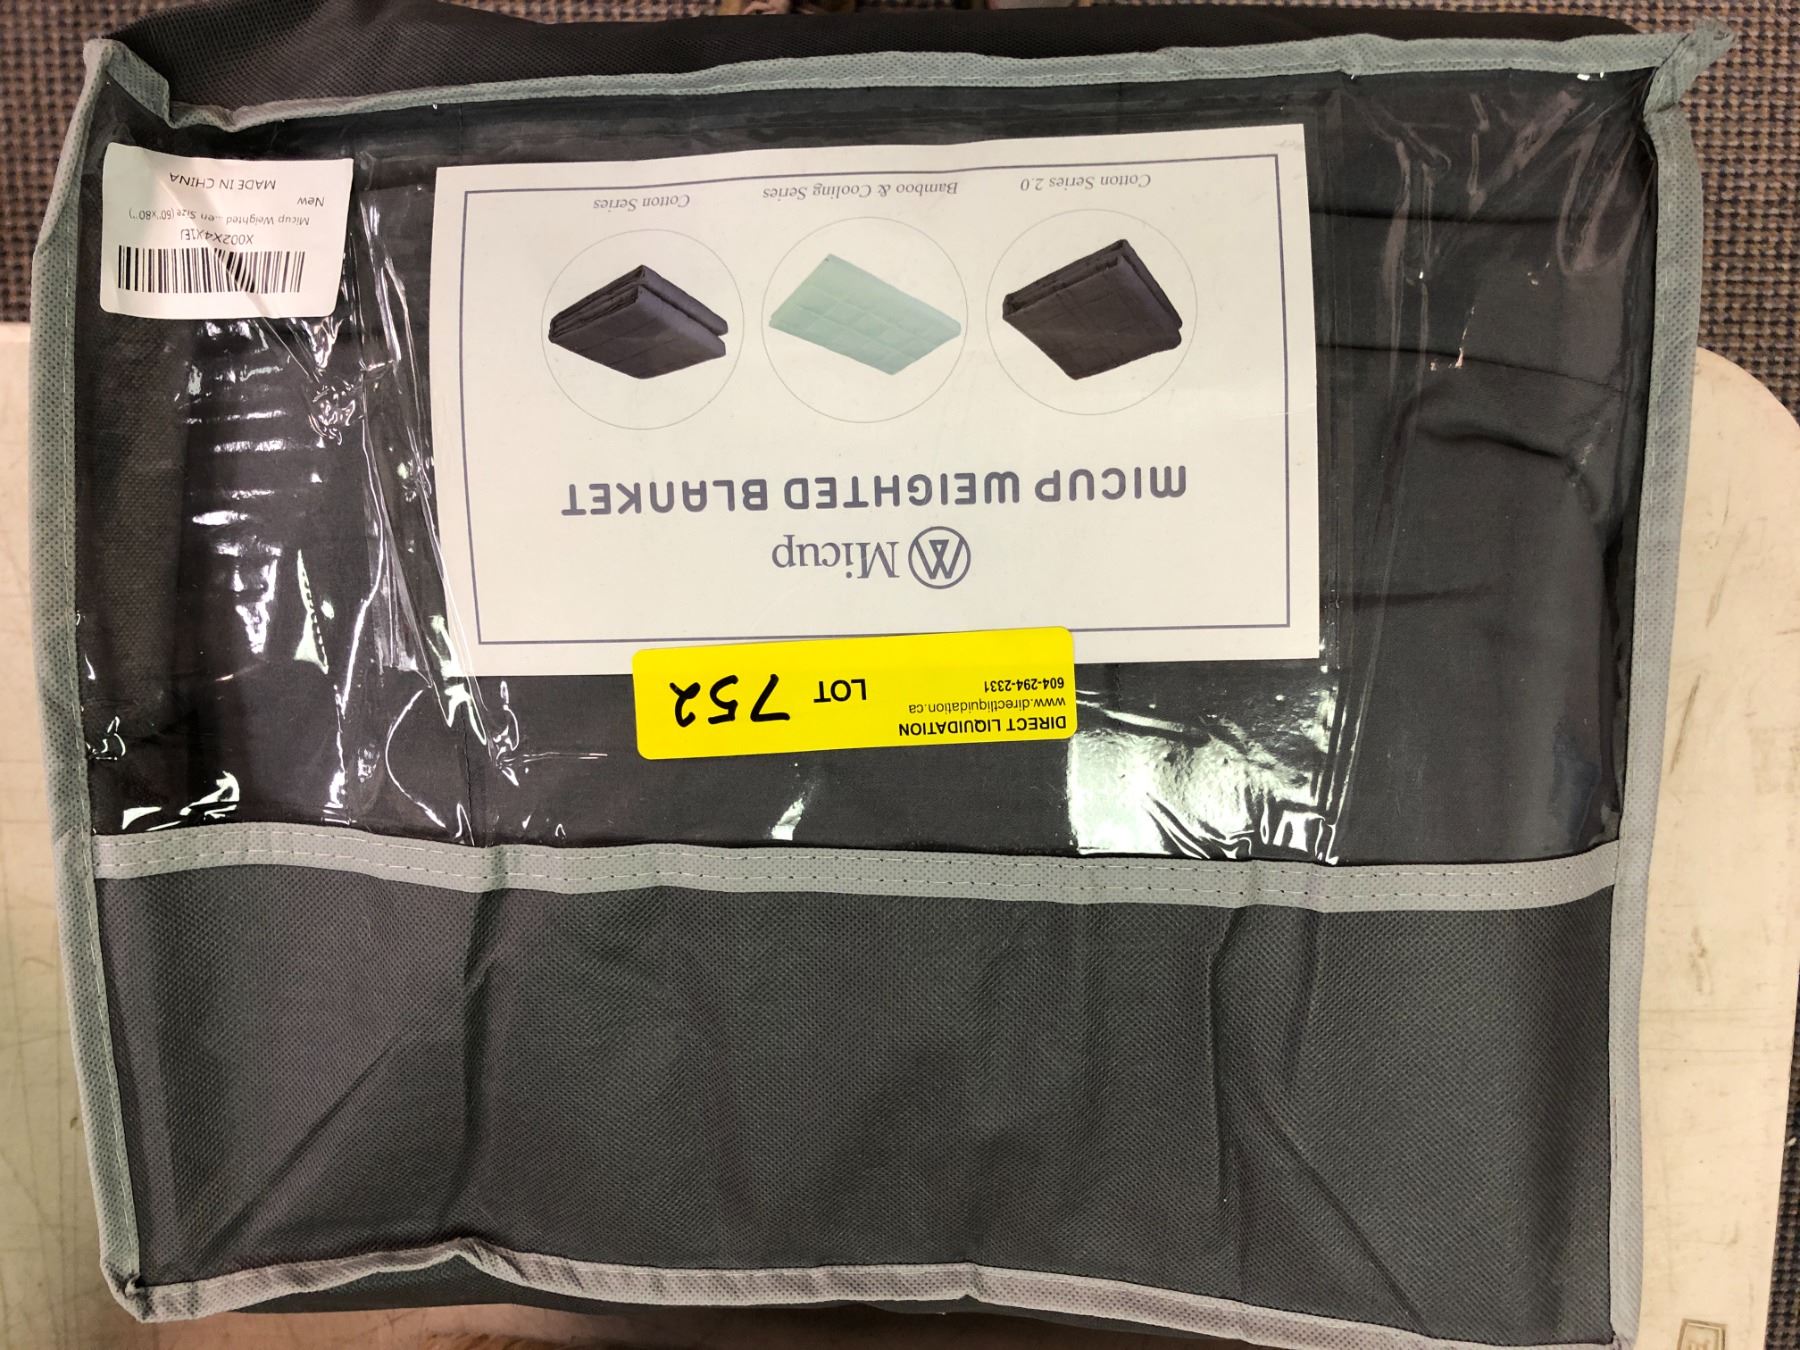 DIRECT LIQUIDATION
www.directliquidation.ca
604-294-2331
LOT 752
Micup
MICUP WEIGHTED BLANKET
Cotton Series 2.0
Bamboo & Cooling Series
Cotton Series
X002X4X1EJ
Micup Weighted ...en Size (60"x80")
New
MADE IN CHINA